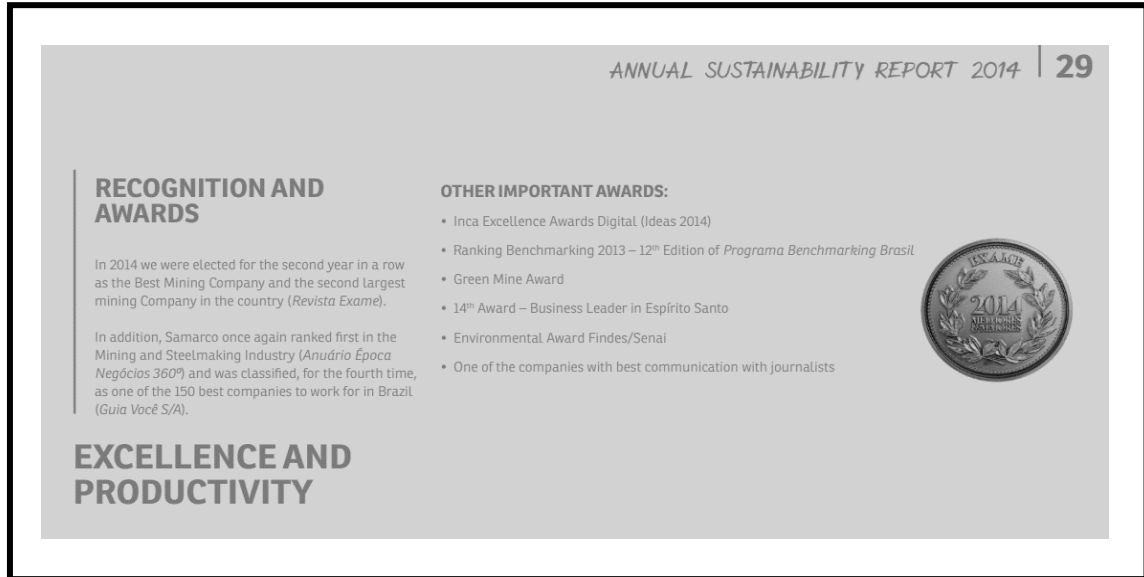 ANNUAL SUSTAINABILITY REPORT 2014 | 29
RECOGNITION AND
AWARDS
In 2014 we were elected for the second year in a row
as the Best Mining Company and the second largest
mining Company in the country (Revista Exame).
In addition, Samarco once again ranked first in the
Mining and Steelmaking Industry (Anuário Época
Negócios 360º) and was classified, for the fourth time,
as one of the 150 best companies to work for in Brazil
(Guia Você S/A).
OTHER IMPORTANT AWARDS:
• Inca Excellence Awards Digital (Ideas 2014)
• Ranking Benchmarking 2013 – 12th Edition of Programa Benchmarking Brasil
• Green Mine Award
• 14th Award – Business Leader in Espírito Santo
• Environmental Award Findes/Senai
• One of the companies with best communication with journalists
EXAME
2014
MELHORES
& MAIORES
EXCELLENCE AND
PRODUCTIVITY